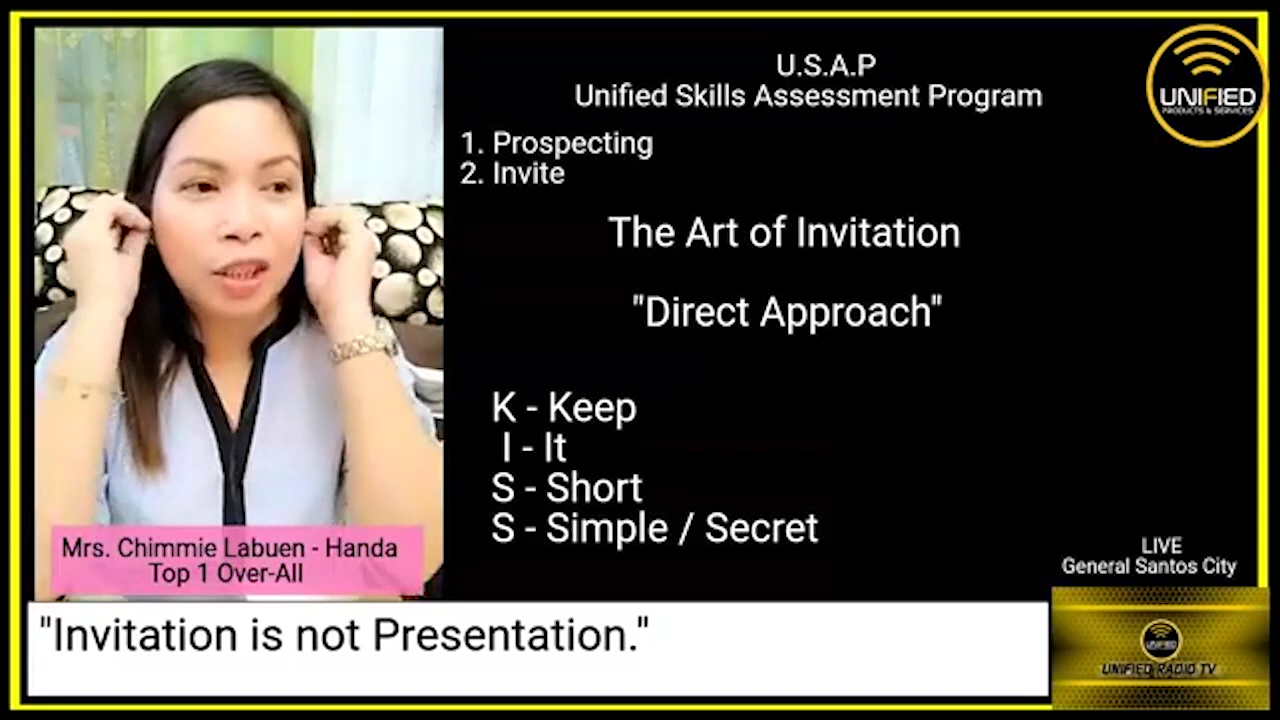 U.S.A.P
Unified Skills Assessment Program
UNIFIED
PRODUCTS & SERVICES
1. Prospecting
2. Invite
The Art of Invitation
"Direct Approach"
K - Keep
I - It
S - Short
S - Simple / Secret
Mrs. Chimmie Labuen - Handa
Top 1 Over-All
LIVE
General Santos City
"Invitation is not Presentation."
UNIFIED
UNIFIED RADIO TV